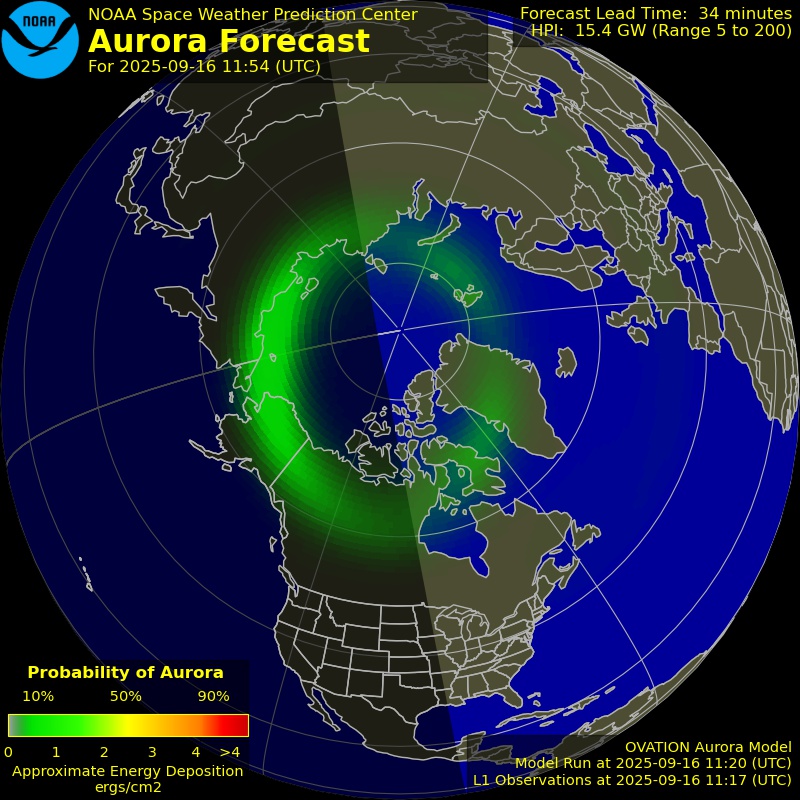 NOAA
NOAA Space Weather Prediction Center
Aurora Forecast
For 2025-09-16 11:54 (UTC)
Forecast Lead Time: 34 minutes
HPI: 15.4 GW (Range 5 to 200)
Probability of Aurora
10% 50% 90%
0 1 2 3 4 >4
Approximate Energy Deposition
ergs/cm2
OVATION Aurora Model
Model Run at 2025-09-16 11:20 (UTC)
L1 Observations at 2025-09-16 11:17 (UTC)